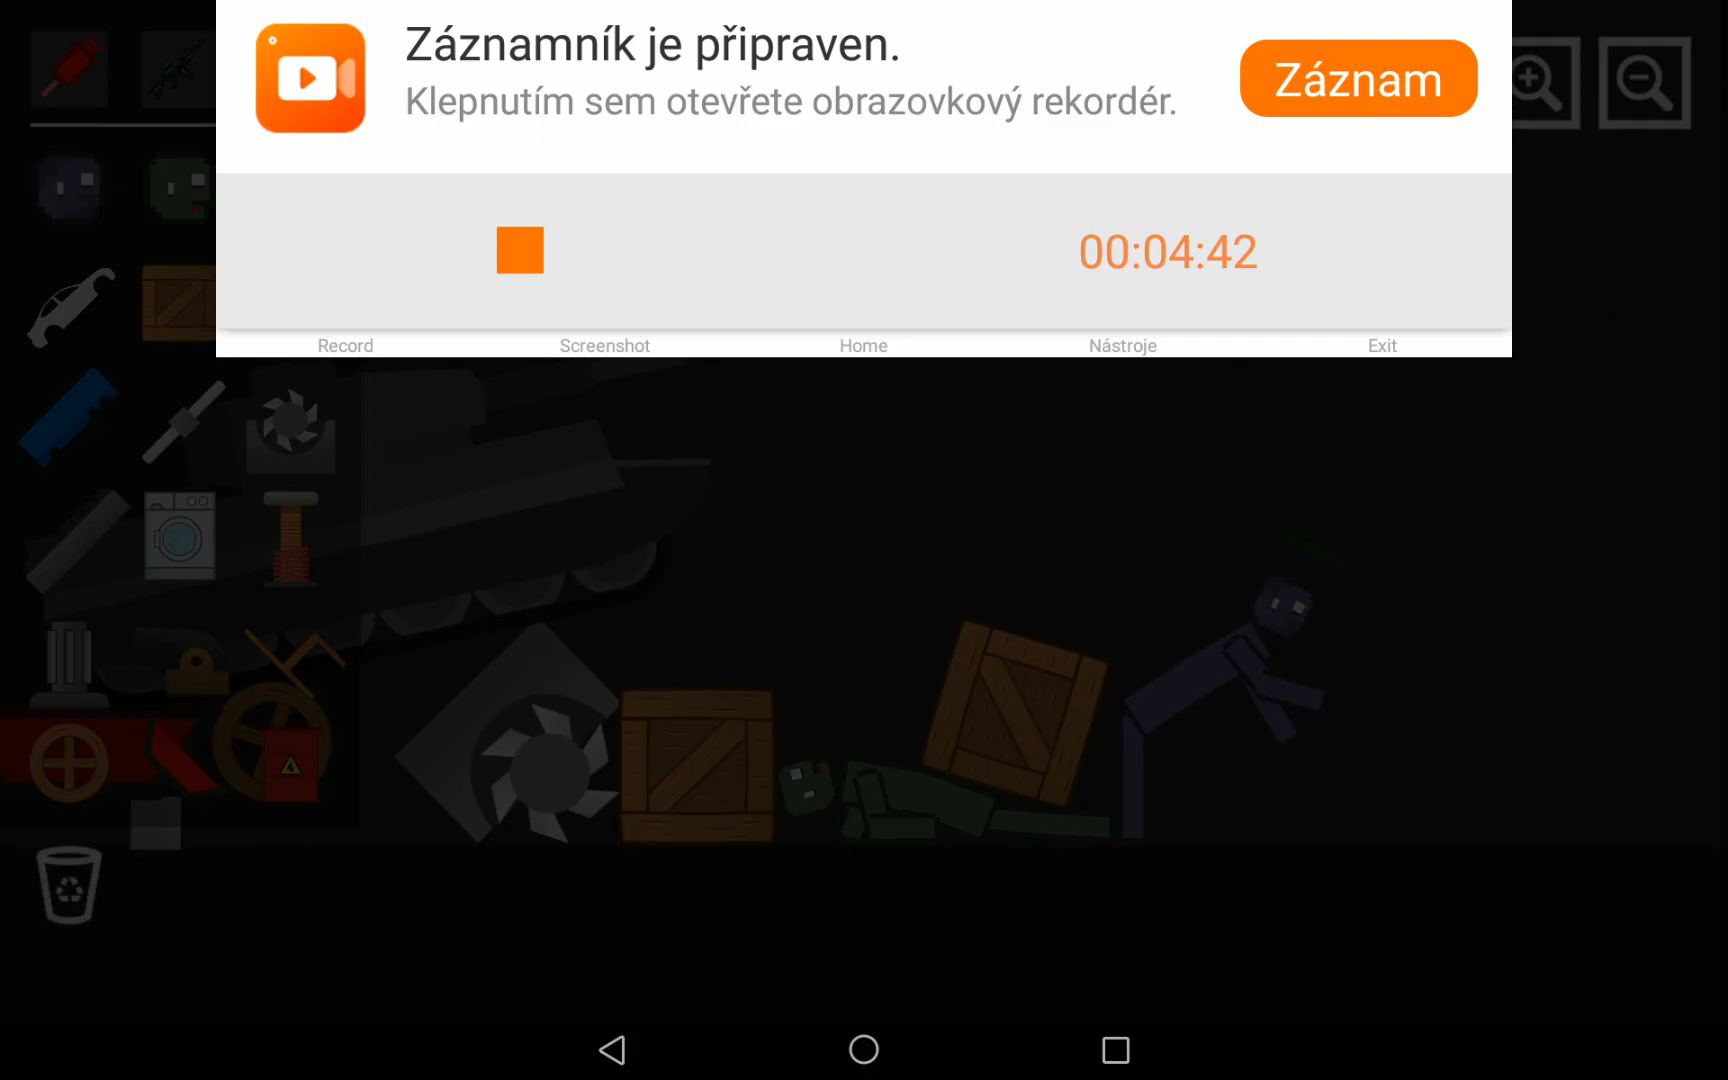 Záznamník je připraven.
Klepnutím sem otevřete obrazovkový rekordér.
Záznam
00:04:42
Record
Screenshot
Home
Nástroje
Exit